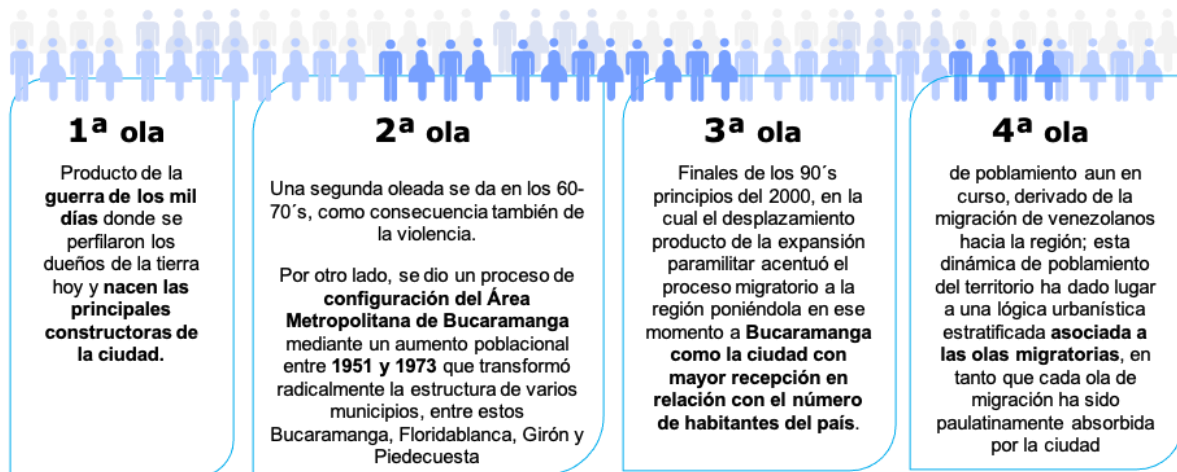 1ª ola
Producto de la
guerra de los mil
días donde se
perfilaron los
dueños de la tierra
hoy y nacen las
principales
constructoras de
la ciudad.
2ª ola
Una segunda oleada se da en los 60-
70´s, como consecuencia también de
la violencia.
Por otro lado, se dio un proceso de
configuración del Área
Metropolitana de Bucaramanga
mediante un aumento poblacional
entre 1951 y 1973 que transformó
radicalmente la estructura de varios
municipios, entre estos
Bucaramanga, Floridablanca, Girón y
Piedecuesta
3ª ola
Finales de los 90´s
principios del 2000, en la
cual el desplazamiento
producto de la expansión
paramilitar acentuó el
proceso migratorio a la
región poniéndola en ese
momento a Bucaramanga
como la ciudad con
mayor recepción en
relación con el número
de habitantes del país.
4ª ola
de poblamiento aun en
curso, derivado de la
migración de venezolanos
hacia la región; esta
dinámica de poblamiento
del territorio ha dado lugar
a una lógica urbanística
estratificada asociada a
las olas migratorias, en
tanto que cada ola de
migración ha sido
paulatinamente absorbida
por la ciudad